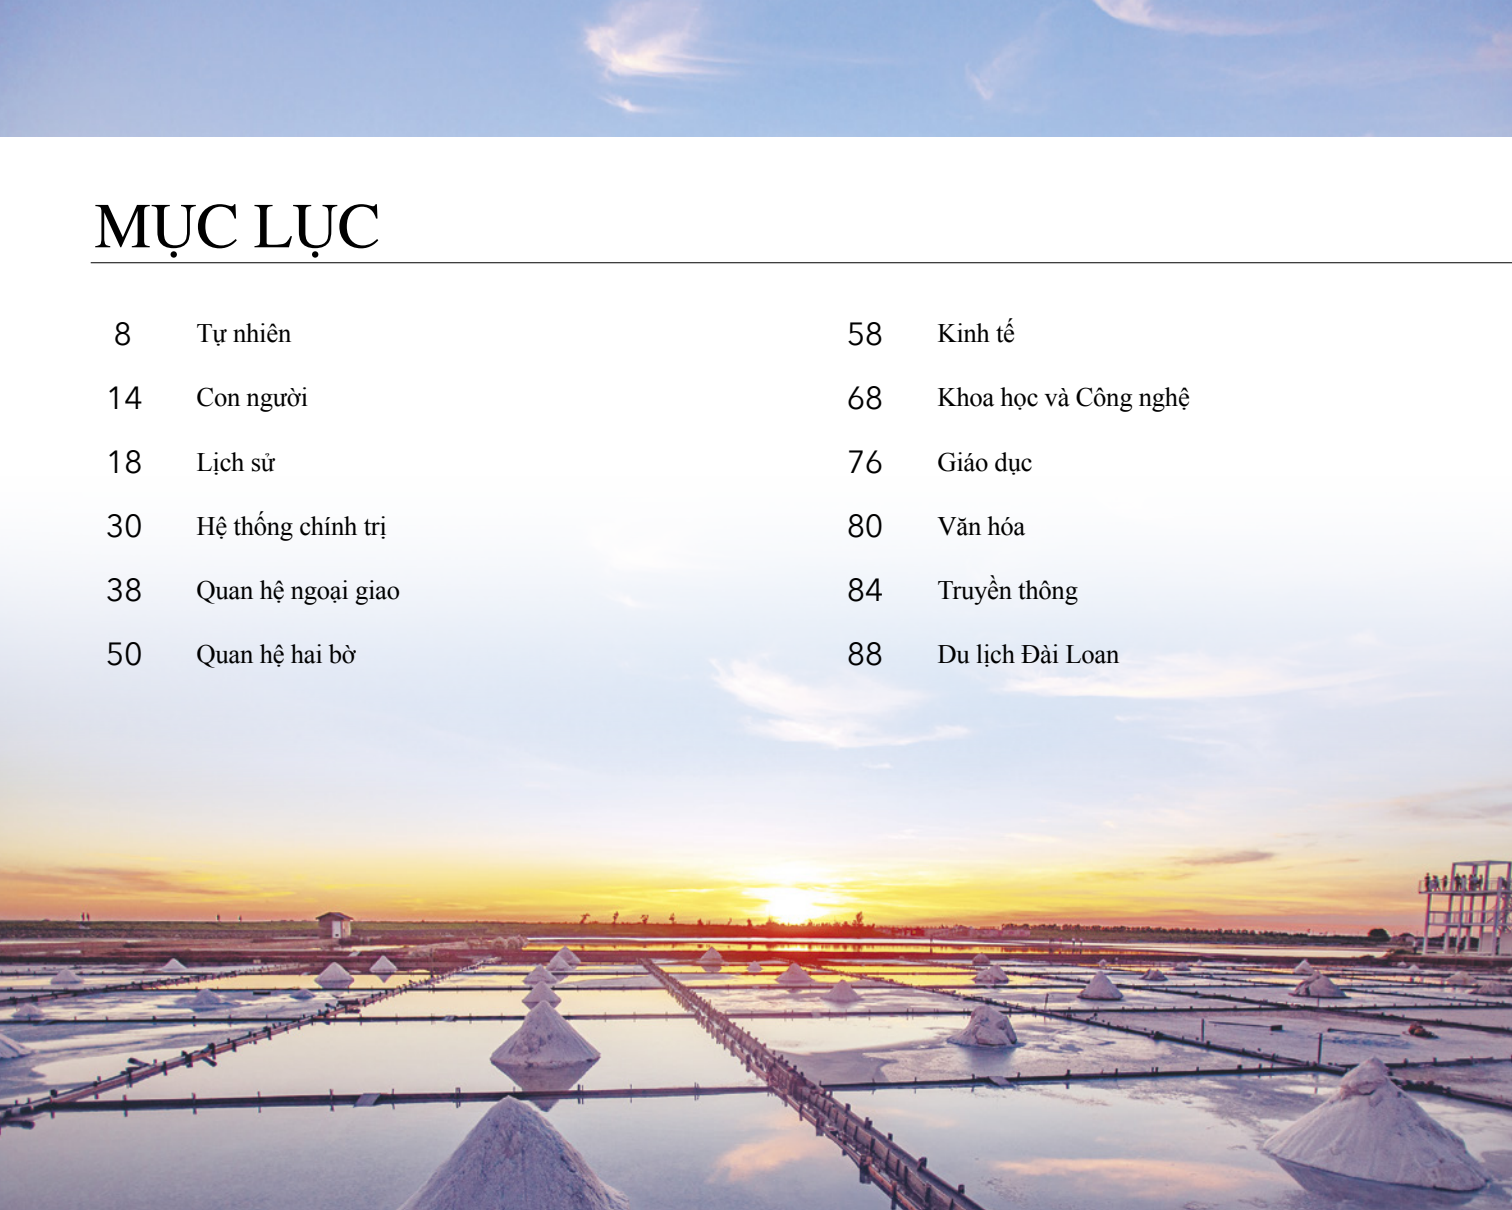 MỤC LỤC
8 Tự nhiên
14 Con người
18 Lịch sử
30 Hệ thống chính trị
38 Quan hệ ngoại giao
50 Quan hệ hai bờ
58 Kinh tế
68 Khoa học và Công nghệ
76 Giáo dục
80 Văn hóa
84 Truyền thông
88 Du lịch Đài Loan